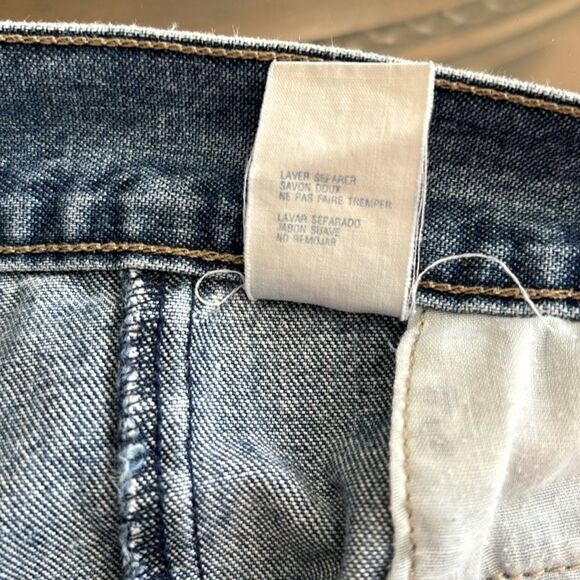 LAVER SEPARER
SAVON DOUX
NE PAS FAIRE TREMPER
LAVAR SEPARADO
JABON SUAVE
NO REMOJAR